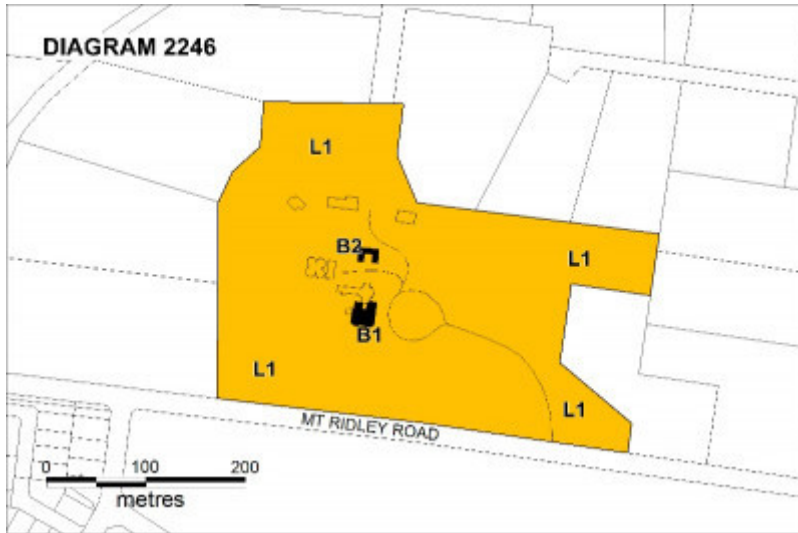 DIAGRAM 2246
L1
B2
L1
B1
L1
L1
MT RIDLEY ROAD
0 100 200
metres